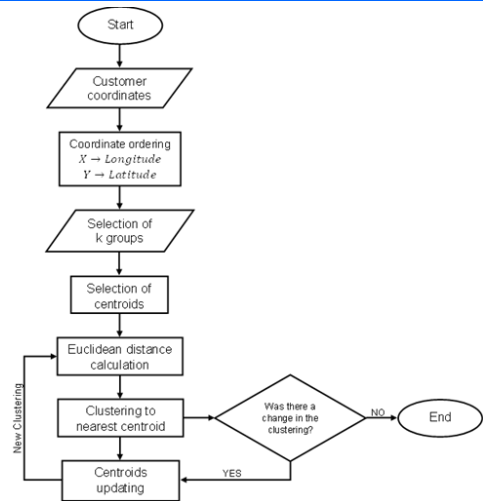 Start
Customer
coordinates
Coordinate ordering
X → Longitude
Y → Latitude
Selection of
k groups
Selection of
centroids
Euclidean distance
calculation
New Clustering
Clustering to
nearest centroid
Was there a
change in the
clustering?
NO
End
YES
Centroids
updating